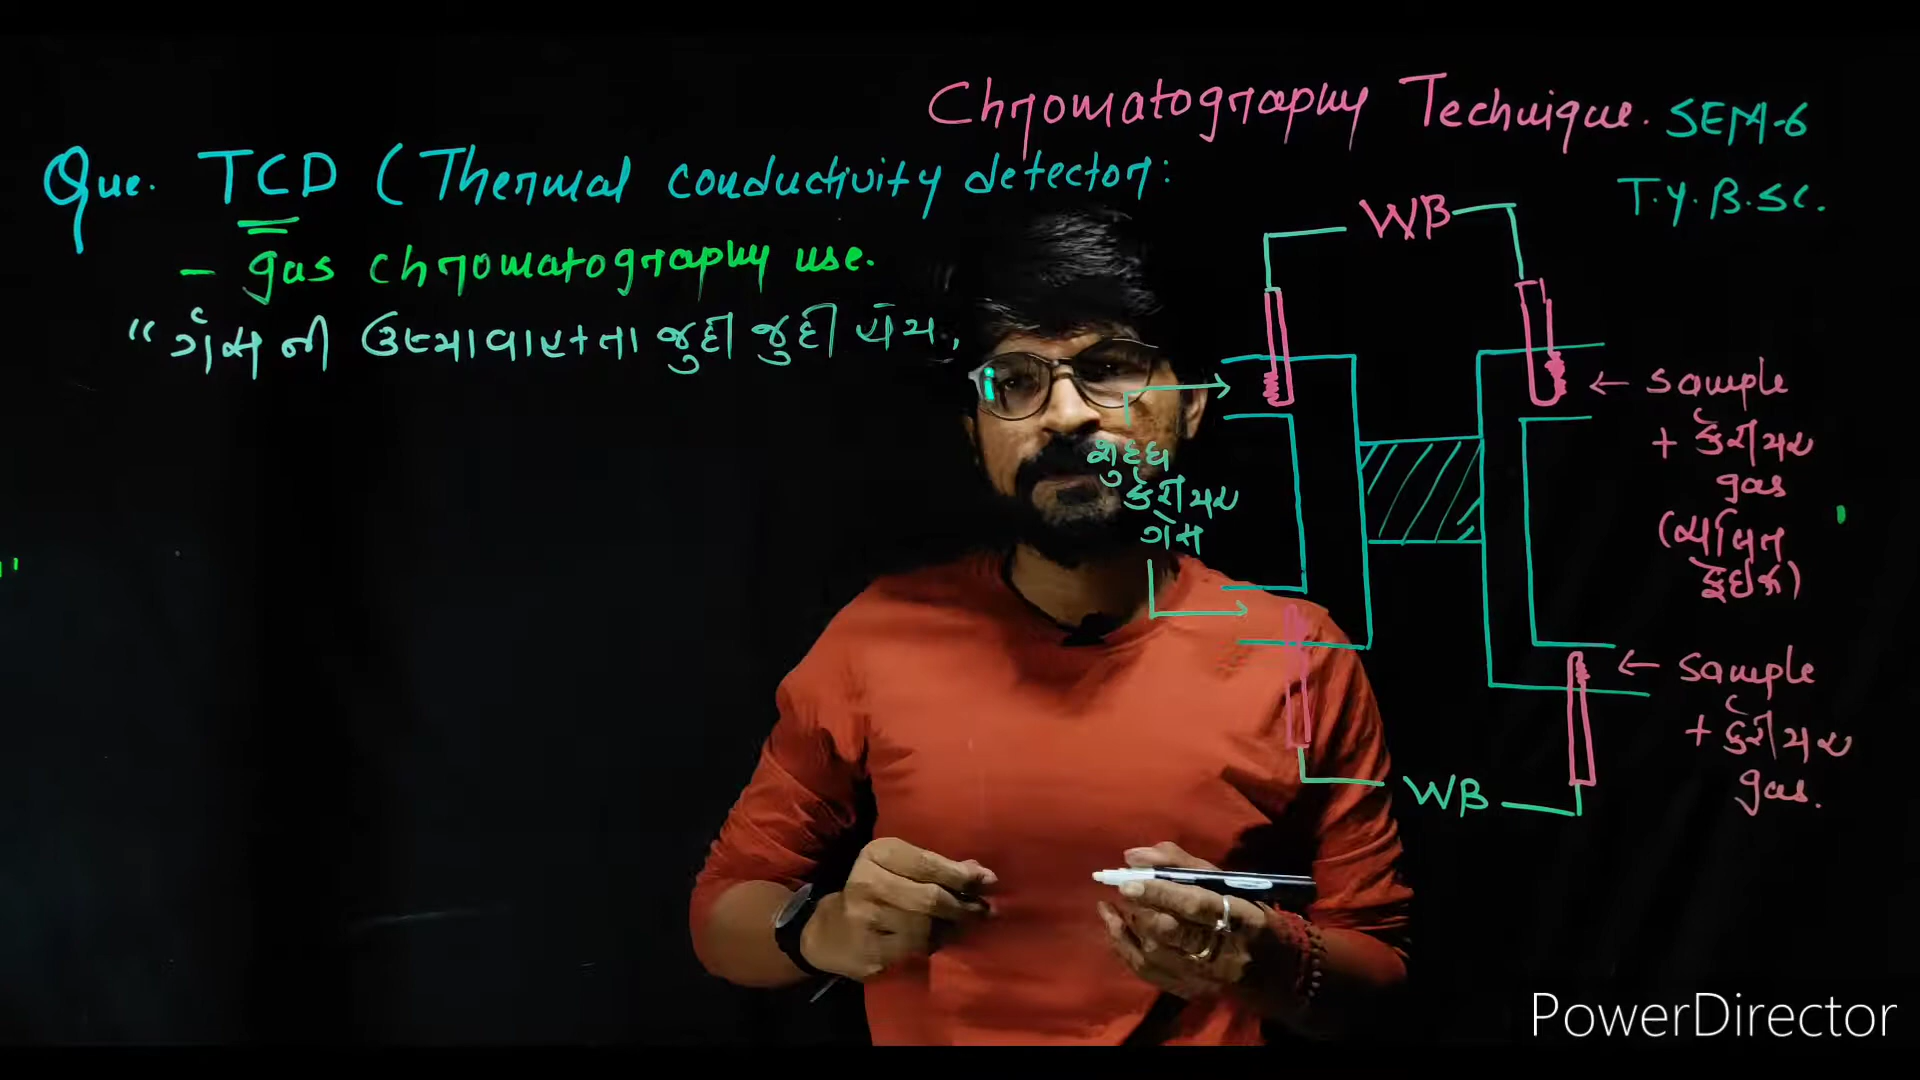 Chromatography Technique. SEM-6
T.Y.B.SC.
Que. TCD (Thermal conductivity detector:
- gas chromatography use.
“ગેસની ઉષ્માવાહકતા જુદી જુદી હોય,
WB
શુદ્ધ
કેરીયર
ગેસ
← sample
+ કેરીયર
gas
← sample
+ કેરીયર
gas.
WB
PowerDirector